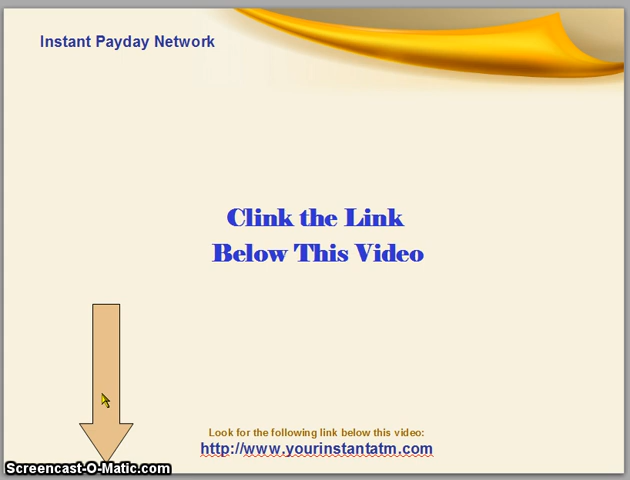 Instant Payday Network
Clink the Link
Below This Video
Look for the following link below this video:
http://www.yourinstantatm.com
Screencast-O-Matic.com